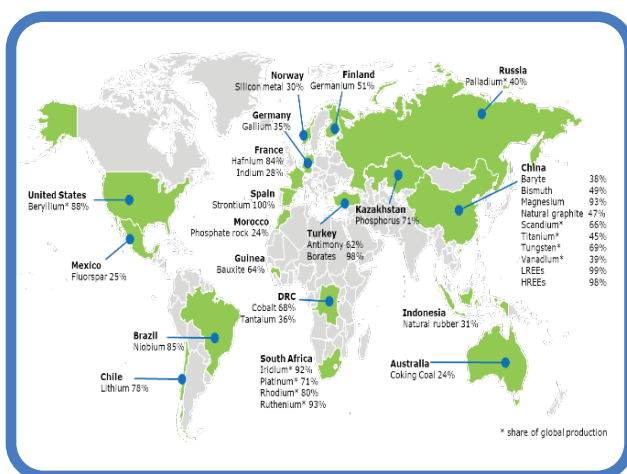 Norway
Silicon metal 30%
Finland
Germanium 51%
Russia
Palladium* 40%
Germany
Gallium 35%
France
Hafnium 84%
Indium 28%
Spain
Strontium 100%
Morocco
Phosphate rock 24%
United States
Beryllium* 88%
Mexico
Fluorspar 25%
Guinea
Bauxite 64%
Turkey
Antimony 62%
Borates 98%
Kazakhstan
Phosphorus 71%
China
Baryte 38%
Bismuth 49%
Magnesium 93%
Natural graphite 47%
Scandium* 66%
Titanium* 45%
Tungsten* 69%
Vanadium* 39%
LREEs 99%
HREEs 98%
DRC
Cobalt 68%
Tantalum 36%
Indonesia
Natural rubber 31%
Brazil
Niobium 85%
Chile
Lithium 78%
South Africa
Iridium* 92%
Platinum* 71%
Rhodium* 80%
Ruthenium* 93%
Australia
Coking Coal 24%
* share of global production